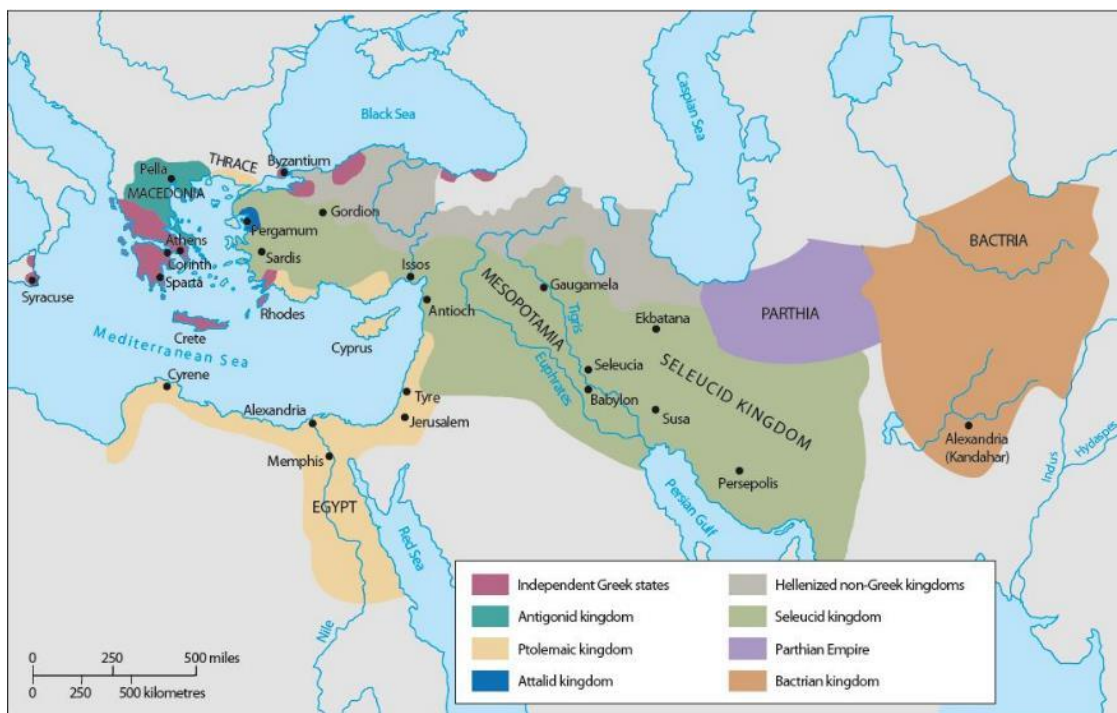 Black Sea
Caspian Sea
THRACE
Byzantium
Pella
MACEDONIA
Gordion
Pergamum
Sardis
Athens
Corinth
Sparta
Syracuse
Rhodes
Crete
Mediterranean Sea
Issos
Antioch
Cyprus
MESOPOTAMIA
Gaugamela
Tigris
Euphrates
Ekbatana
Seleucia
Babylon
Susa
SELEUCID KINGDOM
Persepolis
PARTHIA
BACTRIA
Alexandria
(Kandahar)
Indus
Hydaspes
Cyrene
Alexandria
Memphis
Tyre
Jerusalem
EGYPT
Nile
Red Sea
Persian Gulf
Independent Greek states
Antigonid kingdom
Ptolemaic kingdom
Attalid kingdom
Hellenized non-Greek kingdoms
Seleucid kingdom
Parthian Empire
Bactrian kingdom
0 250 500 miles
0 250 500 kilometres